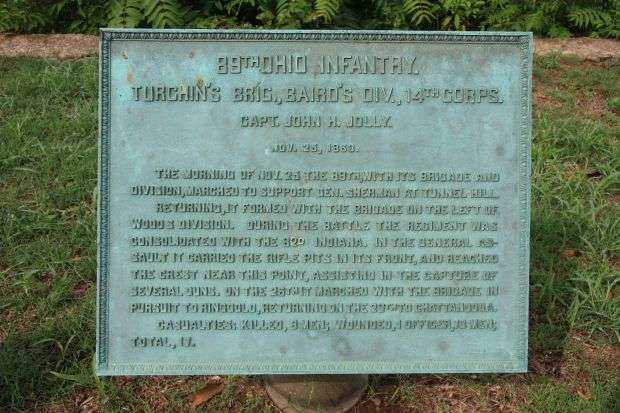 89TH OHIO INFANTRY.
TURCHIN'S BRIG., BAIRD'S DIV., 14TH CORPS.
CAPT. JOHN H. JOLLY.
NOV. 25, 1863.
THE MORNING OF NOV. 25 THE 89TH, WITH ITS BRIGADE AND
DIVISION, MARCHED TO SUPPORT GEN. SHERMAN AT TUNNEL HILL.
RETURNING, IT FORMED WITH THE BRIGADE ON THE LEFT OF
WOODS DIVISION. DURING THE BATTLE THE REGIMENT WAS
CONSOLIDATED WITH THE 82D INDIANA. IN THE GENERAL AS-
SAULT IT CARRIED THE RIFLE PITS IN ITS FRONT, AND REACHED
THE CREST NEAR THIS POINT, ASSISTING IN THE CAPTURE OF
SEVERAL GUNS. ON THE 26TH IT MARCHED WITH THE BRIGADE IN
PURSUIT TO RINGGOLD, RETURNING ON THE 29TH TO CHATTANOOGA.
CASUALTIES: KILLED, 3 MEN; WOUNDED, 1 OFFICER, 13 MEN;
TOTAL, 17.